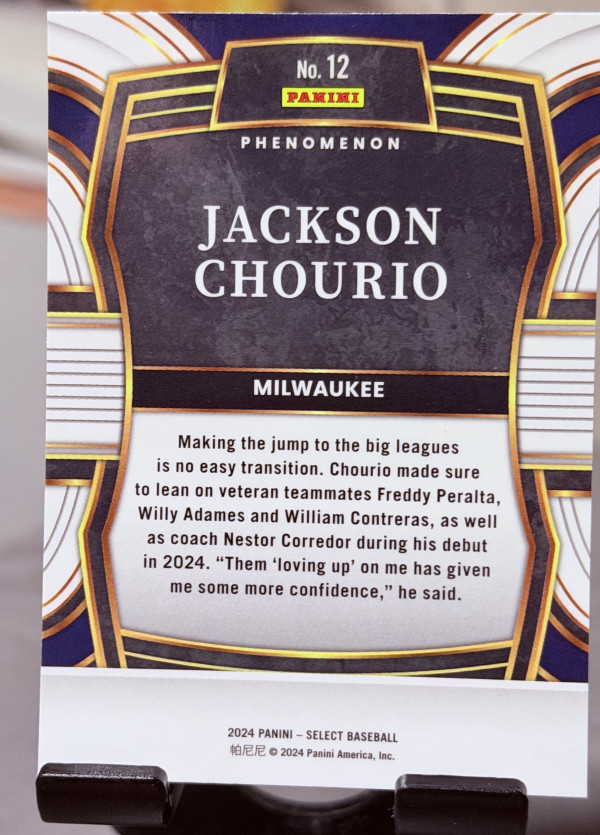 No. 12
PANINI
PHENOMENON
JACKSON
CHOURIO
MILWAUKEE
Making the jump to the big leagues
is no easy transition. Chourio made sure
to lean on veteran teammates Freddy Peralta,
Willy Adames and William Contreras, as well
as coach Nestor Corredor during his debut
in 2024. “Them ‘loving up’ on me has given
me some more confidence,” he said.
2024 PANINI – SELECT BASEBALL
帕尼尼 © 2024 Panini America, Inc.